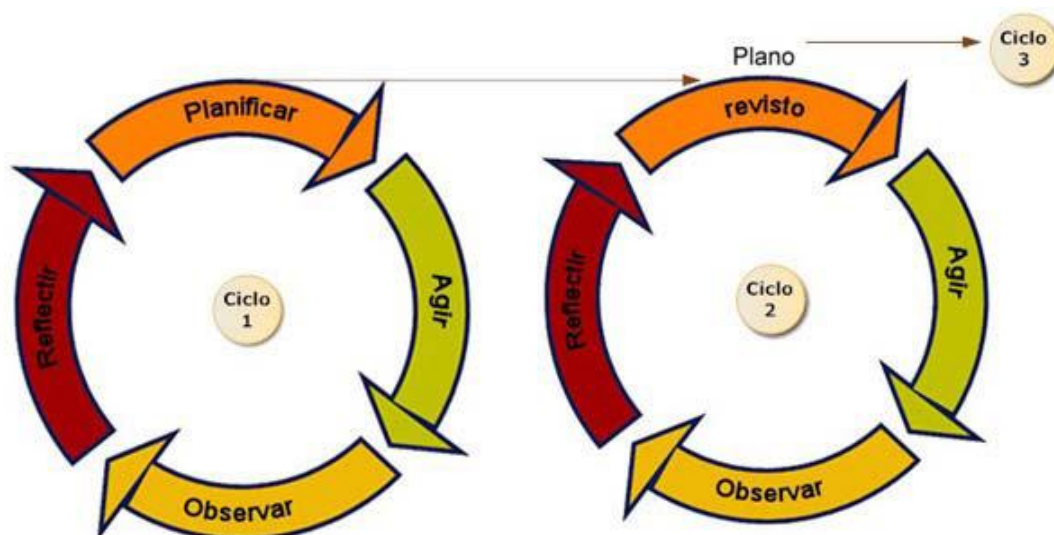 Ciclo
3
Plano
Planificar
revisto
Agir
Agir
Reflectir
Reflectir
Ciclo
1
Ciclo
2
Observar
Observar